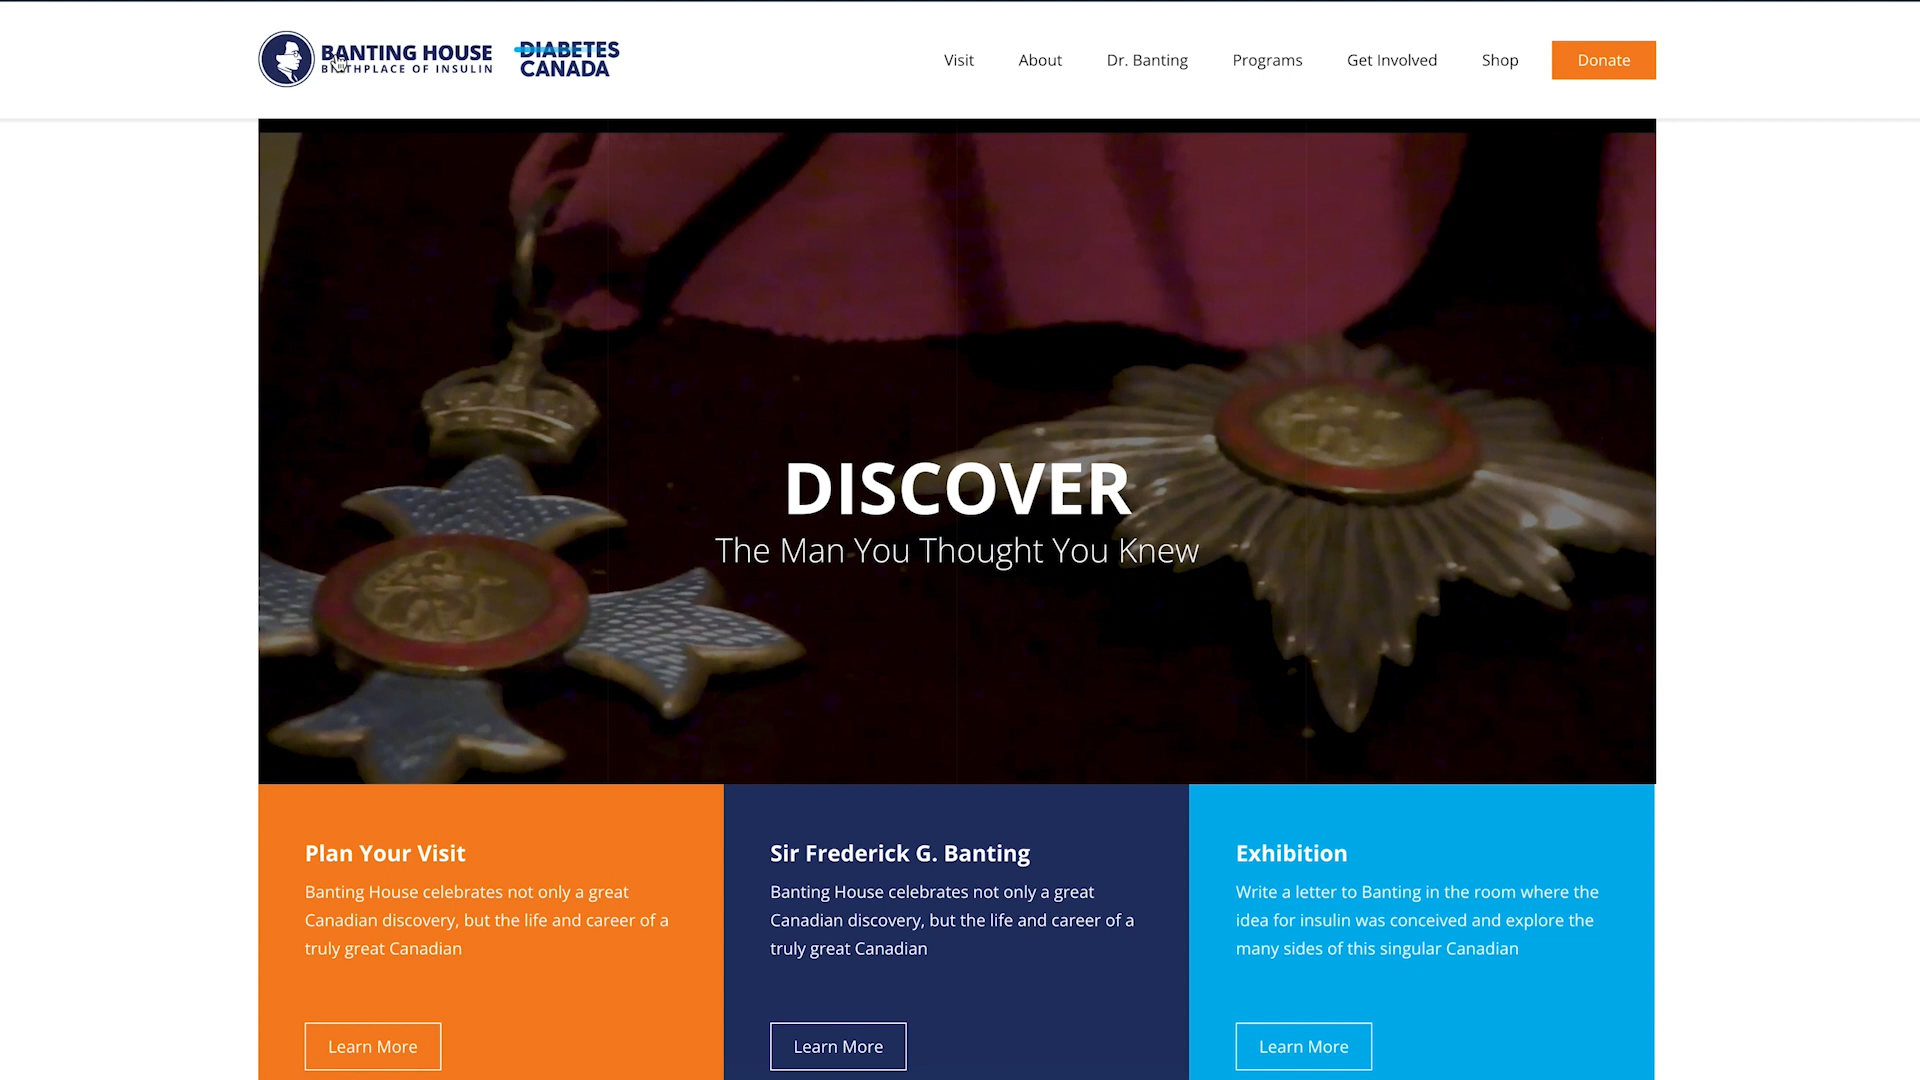 BANTING HOUSE
BIRTHPLACE OF INSULIN
DIABETES
CANADA
Visit
About
Dr. Banting
Programs
Get Involved
Shop
Donate
DISCOVER
The Man You Thought You Knew
Plan Your Visit
Banting House celebrates not only a great
Canadian discovery, but the life and career of a
truly great Canadian
Learn More
Sir Frederick G. Banting
Banting House celebrates not only a great
Canadian discovery, but the life and career of a
truly great Canadian
Learn More
Exhibition
Write a letter to Banting in the room where the
idea for insulin was conceived and explore the
many sides of this singular Canadian
Learn More